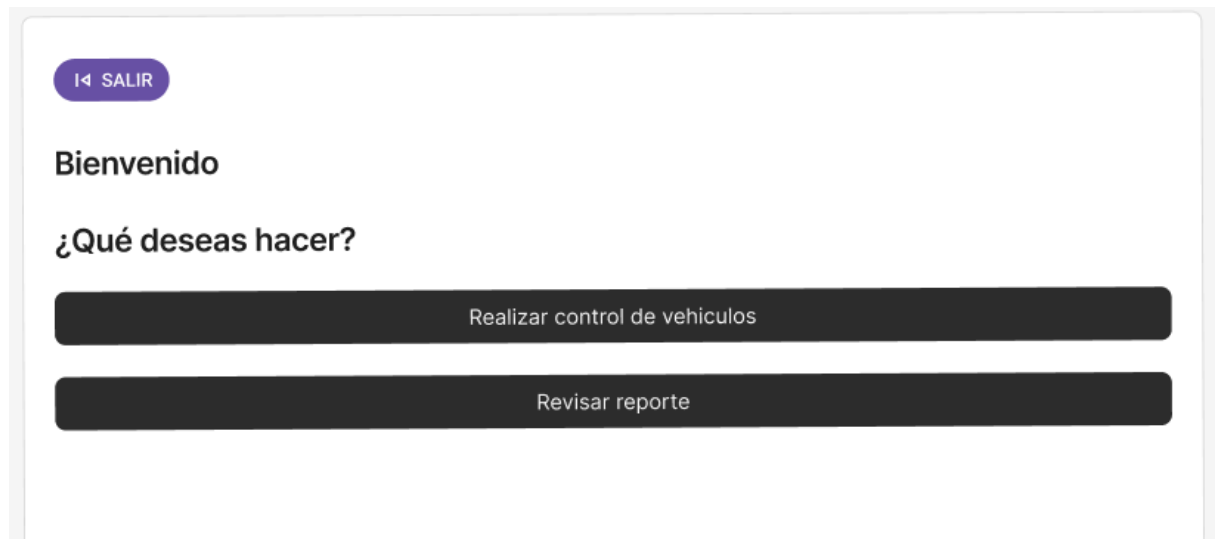 SALIR
Bienvenido
¿Qué deseas hacer?
Realizar control de vehiculos
Revisar reporte